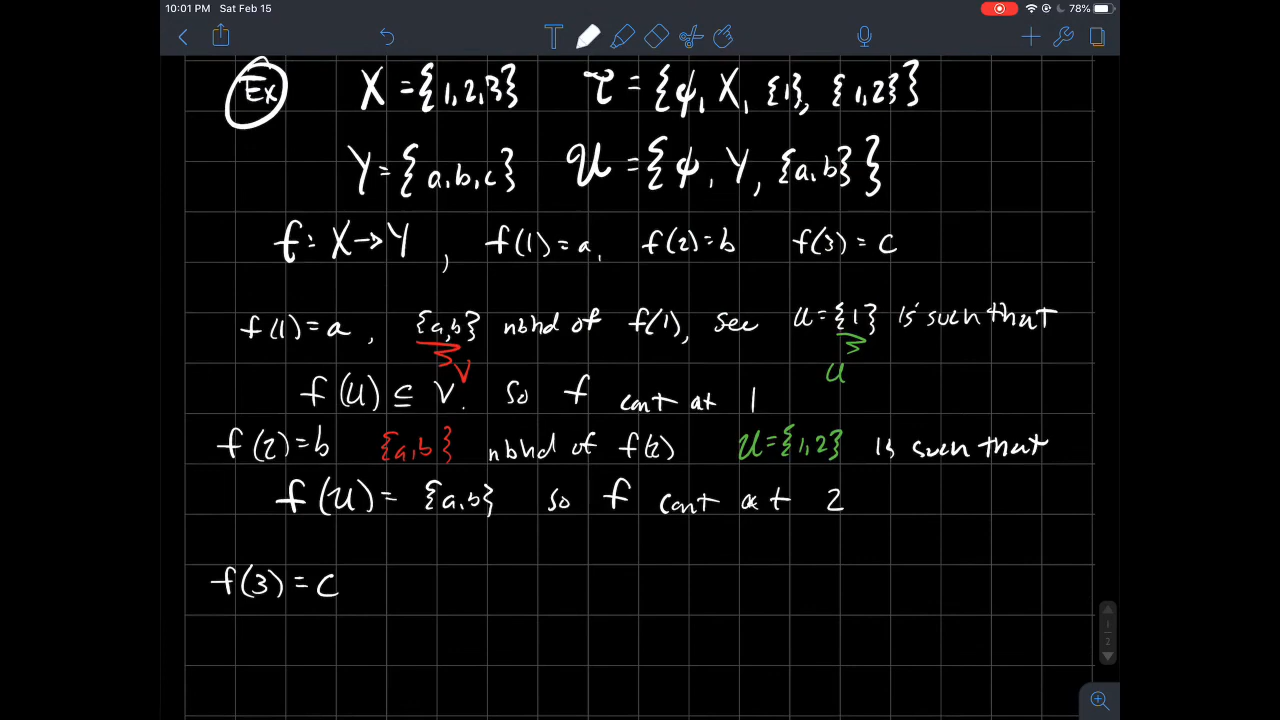 10:01 PM Sat Feb 15 78%
Ex X = {1,2,3} τ = {ϕ, X, {1}, {1,2}}
Y = {a,b,c} 𝒰 = {ϕ, Y, {a,b}}
f: X → Y, f(1) = a, f(2) = b f(3) = c
f(1) = a, {a,b} nbhd of f(1), see U = {1} is such that
V U
f(U) ⊆ V. So f cont at 1
f(2) = b {a,b} nbhd of f(2) U = {1,2} is such that
f(U) = {a,b} so f cont at 2
f(3) = c
1
2